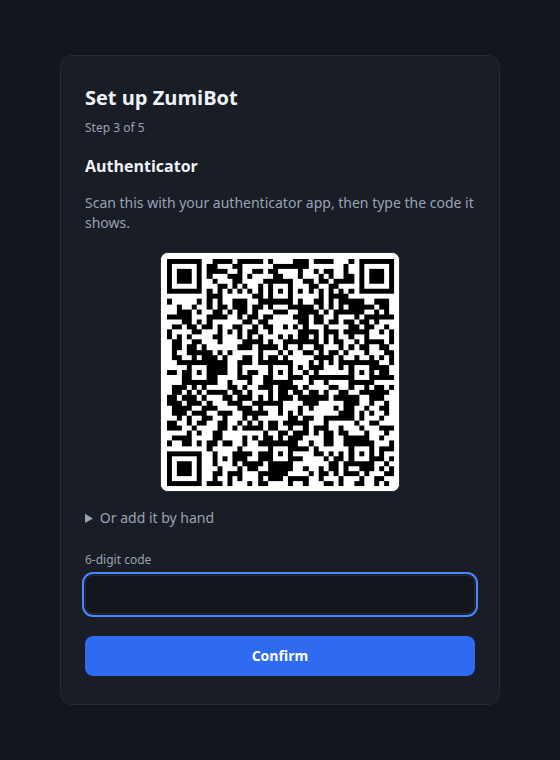 Set up ZumiBot
Step 3 of 5
Authenticator
Scan this with your authenticator app, then type the code it
shows.
Or add it by hand
6-digit code
Confirm